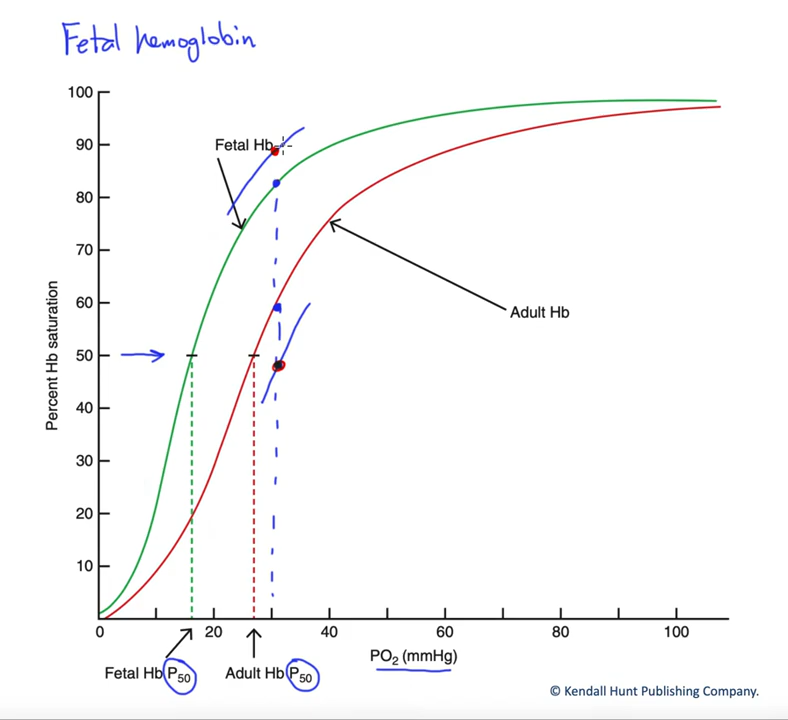 Fetal hemoglobin
100
90
80
70
60
50
40
30
20
10
Percent Hb saturation
Fetal Hb
Adult Hb
0
20
40
60
80
100
Fetal Hb P50
Adult Hb P50
PO2 (mmHg)
© Kendall Hunt Publishing Company.